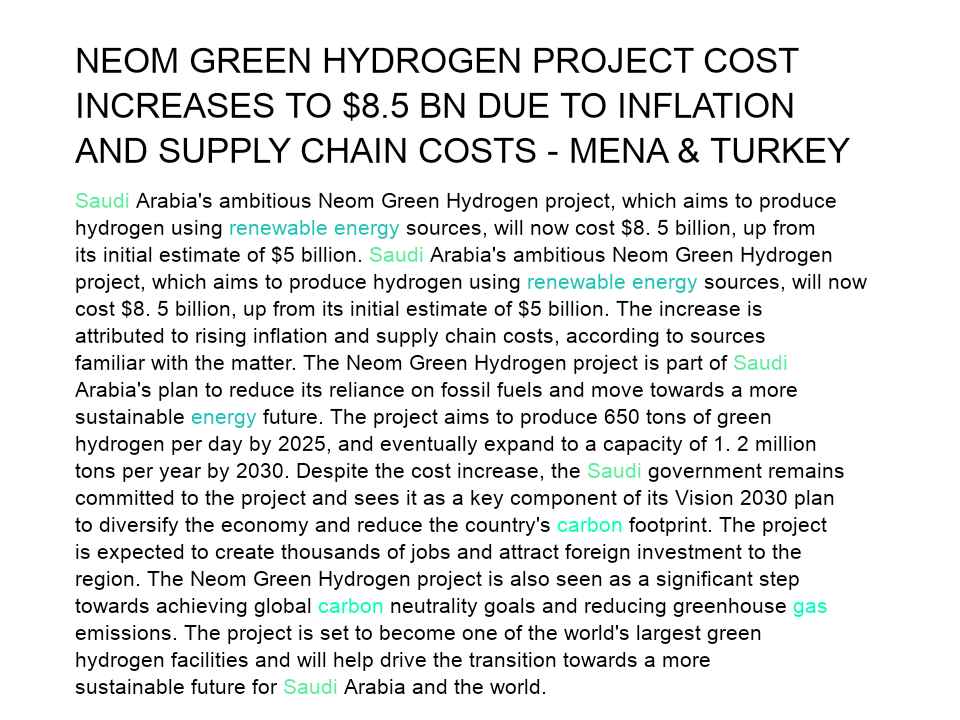 NEOM GREEN HYDROGEN PROJECT COST
INCREASES TO $8.5 BN DUE TO INFLATION
AND SUPPLY CHAIN COSTS - MENA & TURKEY
Saudi Arabia's ambitious Neom Green Hydrogen project, which aims to produce
hydrogen using renewable energy sources, will now cost $8. 5 billion, up from
its initial estimate of $5 billion. Saudi Arabia's ambitious Neom Green Hydrogen
project, which aims to produce hydrogen using renewable energy sources, will now
cost $8. 5 billion, up from its initial estimate of $5 billion. The increase is
attributed to rising inflation and supply chain costs, according to sources
familiar with the matter. The Neom Green Hydrogen project is part of Saudi
Arabia's plan to reduce its reliance on fossil fuels and move towards a more
sustainable energy future. The project aims to produce 650 tons of green
hydrogen per day by 2025, and eventually expand to a capacity of 1. 2 million
tons per year by 2030. Despite the cost increase, the Saudi government remains
committed to the project and sees it as a key component of its Vision 2030 plan
to diversify the economy and reduce the country's carbon footprint. The project
is expected to create thousands of jobs and attract foreign investment to the
region. The Neom Green Hydrogen project is also seen as a significant step
towards achieving global carbon neutrality goals and reducing greenhouse gas
emissions. The project is set to become one of the world's largest green
hydrogen facilities and will help drive the transition towards a more
sustainable future for Saudi Arabia and the world.